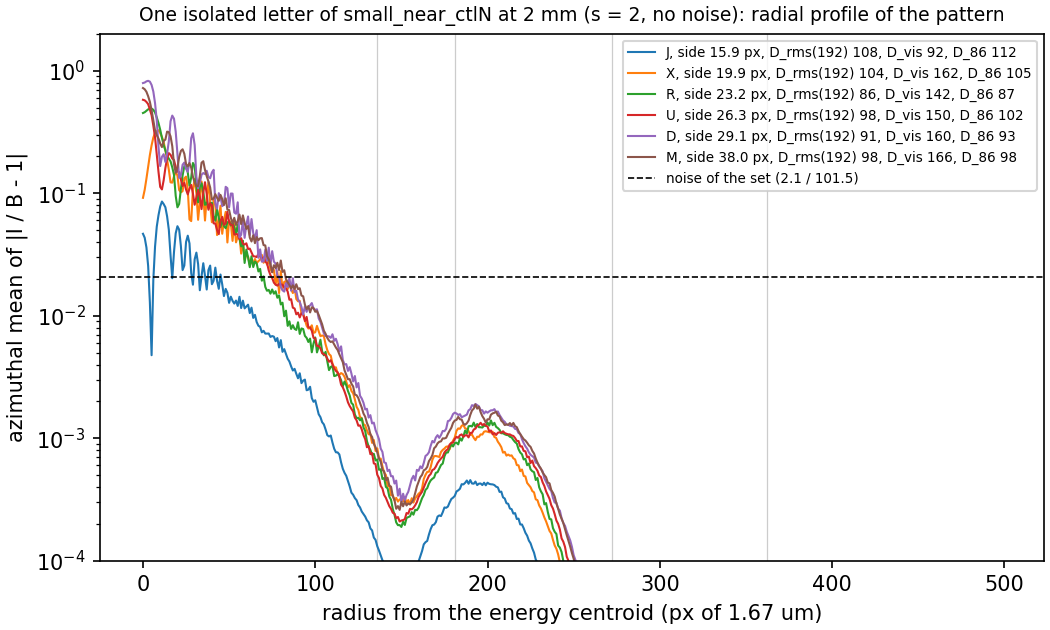 One isolated letter of small_near_ctlN at 2 mm (s = 2, no noise): radial profile of the pattern
J, side 15.9 px, D_rms(192) 108, D_vis 92, D_86 112
X, side 19.9 px, D_rms(192) 104, D_vis 162, D_86 105
R, side 23.2 px, D_rms(192) 86, D_vis 142, D_86 87
U, side 26.3 px, D_rms(192) 98, D_vis 150, D_86 102
D, side 29.1 px, D_rms(192) 91, D_vis 160, D_86 93
M, side 38.0 px, D_rms(192) 98, D_vis 166, D_86 98
noise of the set (2.1 / 101.5)
azimuthal mean of |I / B - 1|
10⁰
10⁻¹
10⁻²
10⁻³
10⁻⁴
0 100 200 300 400 500
radius from the energy centroid (px of 1.67 um)